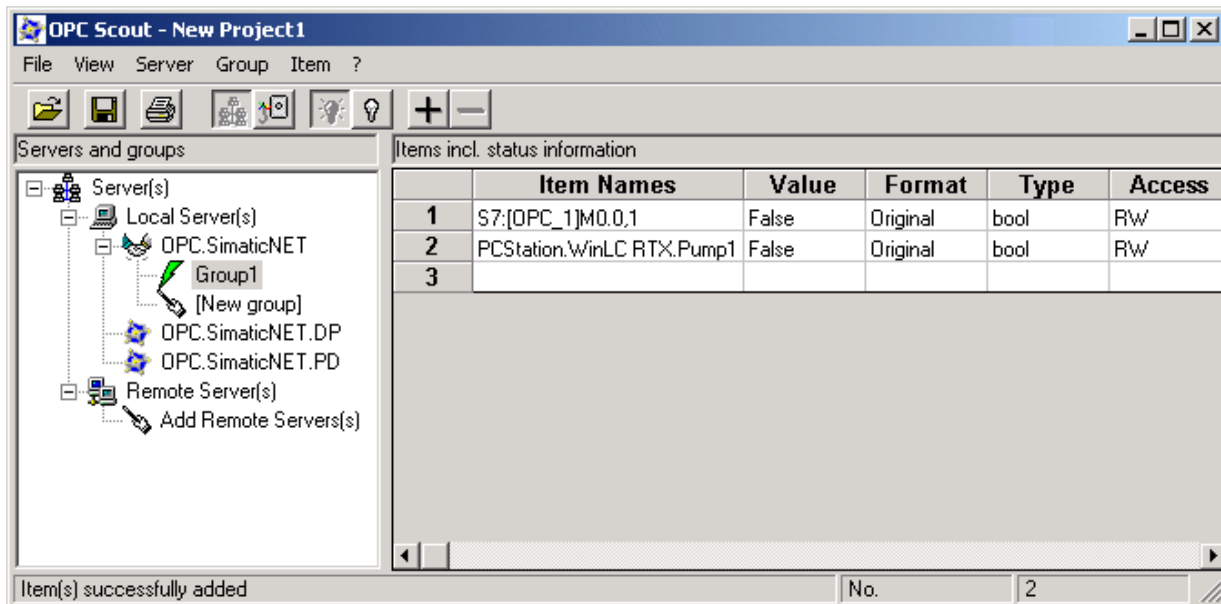 OPC Scout - New Project1
File View Server Group Item ?
Servers and groups
Items incl. status information
Server(s)
Local Server(s)
OPC.SimaticNET
Group1
[New group]
OPC.SimaticNET.DP
OPC.SimaticNET.PD
Remote Server(s)
Add Remote Servers(s)
Item Names Value Format Type Access
1 S7:[OPC_1]M0.0,1 False Original bool RW
2 PCStation.WinLC RTX.Pump1 False Original bool RW
3
Item(s) successfully added No. 2